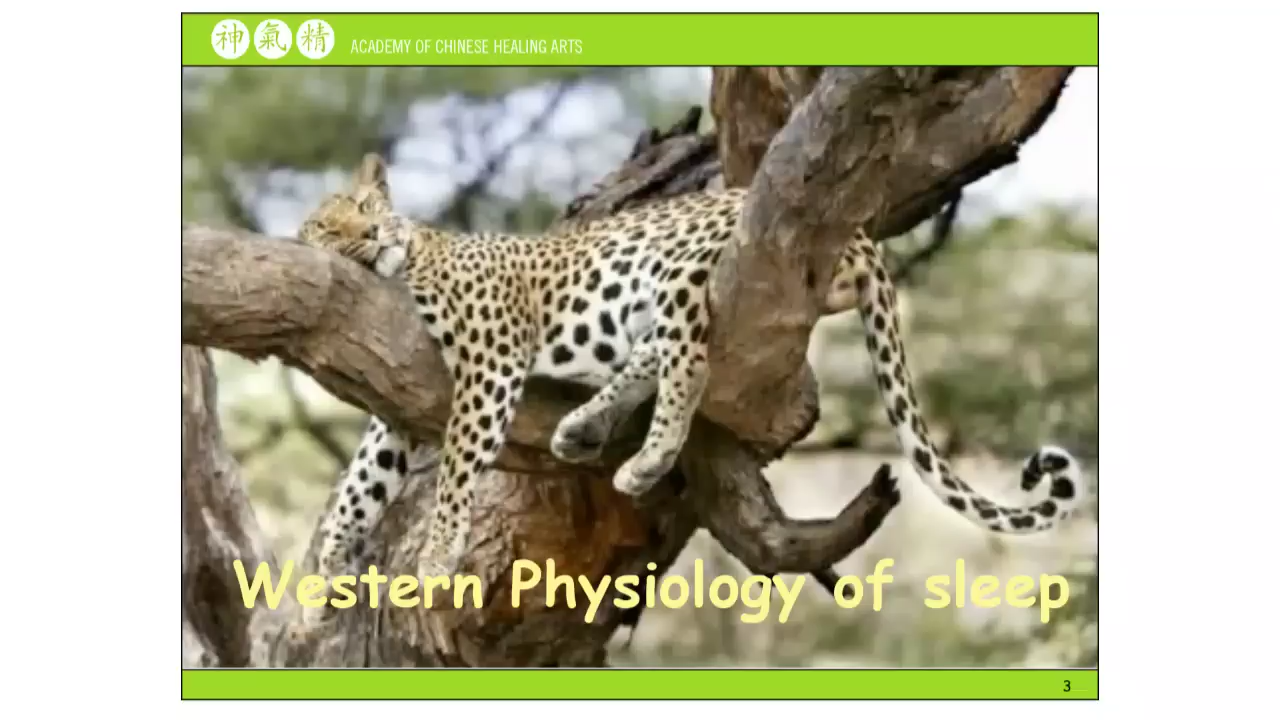 神 氣 精 ACADEMY OF CHINESE HEALING ARTS
Western Physiology of sleep
3